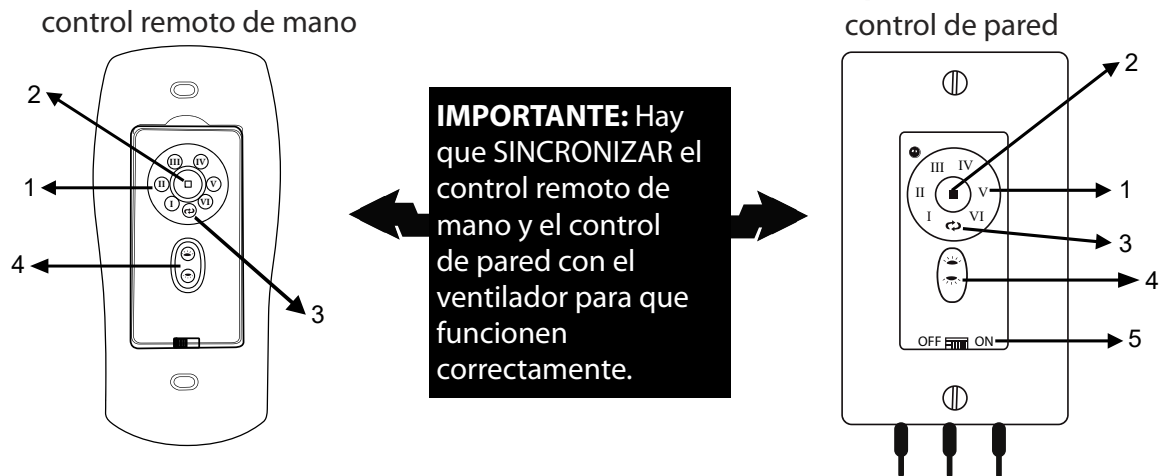 control remoto de mano
2
III IV
1
II V
I VI
4
3
IMPORTANTE: Hay
que SINCRONIZAR el
control remoto de
mano y el control
de pared con el
ventilador para que
funcionen
correctamente.
control de pared
2
III IV
II V
1
I VI
3
4
OFF ON
5